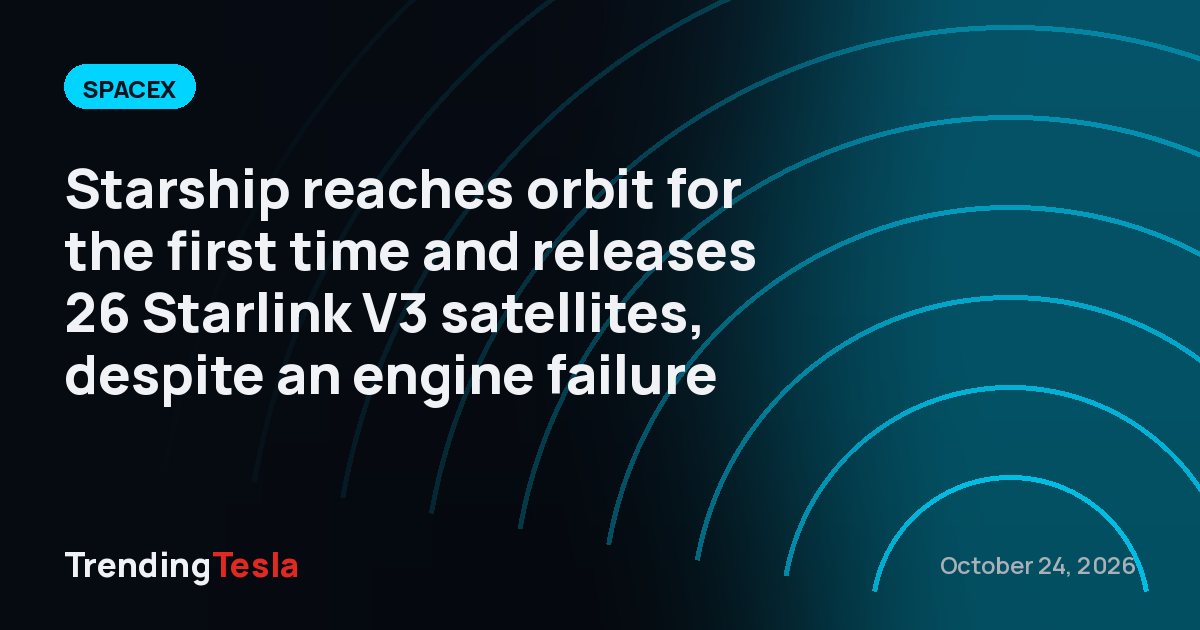 SPACEX
Starship reaches orbit for
the first time and releases
26 Starlink V3 satellites,
despite an engine failure
TrendingTesla
October 24, 2026